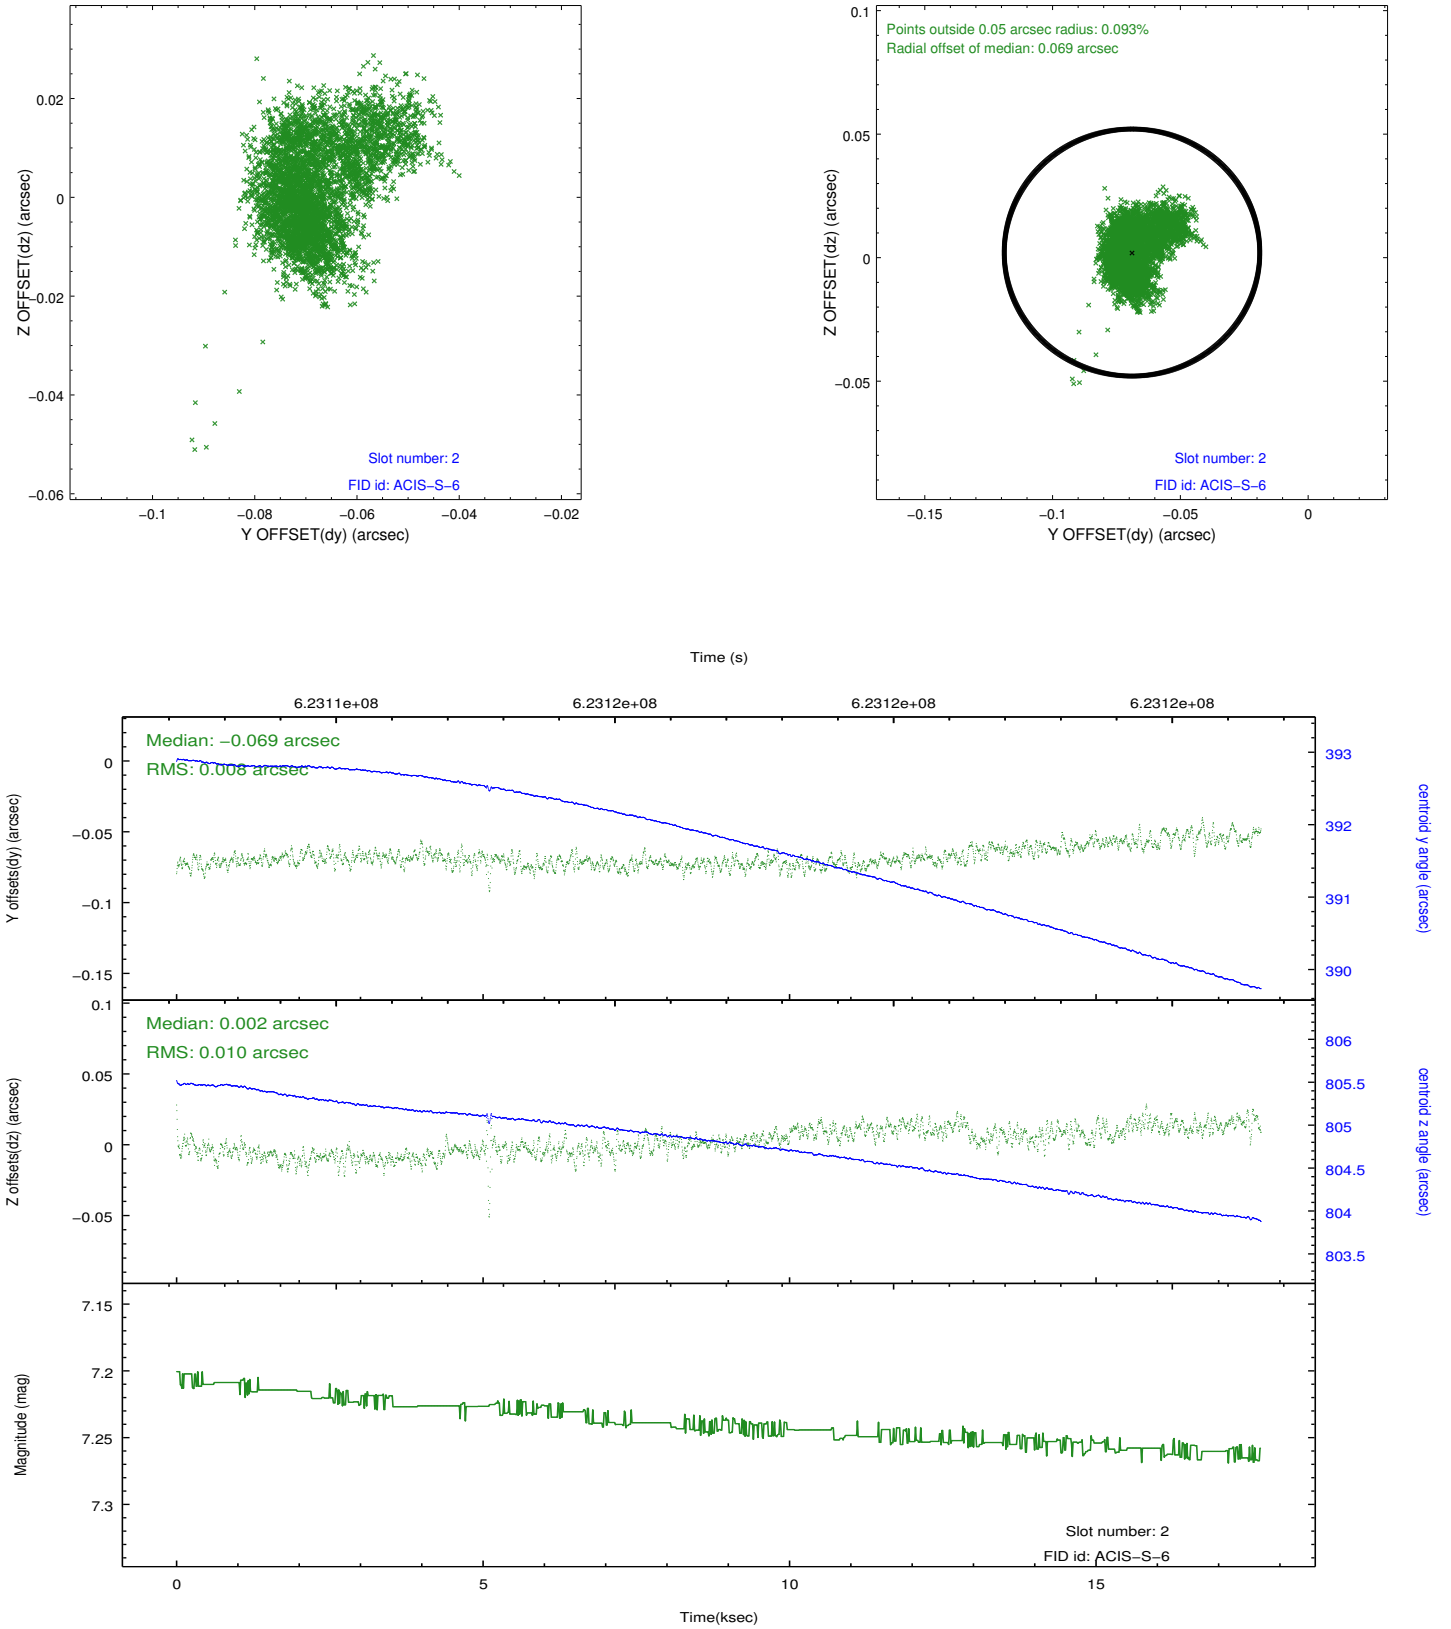 0.02
0
−0.02
−0.04
−0.06
Z OFFSET(dz) (arcsec)
Slot number: 2
FID id: ACIS−S−6
−0.1
−0.08
−0.06
−0.04
−0.02
Y OFFSET(dy) (arcsec)
Points outside 0.05 arcsec radius: 0.093%
Radial offset of median: 0.069 arcsec
0.1
0.05
0
−0.05
Z OFFSET(dz) (arcsec)
Slot number: 2
FID id: ACIS−S−6
−0.15
−0.1
−0.05
0
Y OFFSET(dy) (arcsec)
Time (s)
6.2311e+08
6.2312e+08
6.2312e+08
6.2312e+08
Median: −0.069 arcsec
RMS: 0.008 arcsec
0
−0.05
−0.1
−0.15
Y offsets(dy) (arcsec)
393
392
391
390
centroid y angle (arcsec)
Median: 0.002 arcsec
RMS: 0.010 arcsec
0.1
0.05
0
−0.05
Z offsets(dz) (arcsec)
806
805.5
805
804.5
804
803.5
centroid z angle (arcsec)
7.15
7.2
7.25
7.3
Magnitude (mag)
Slot number: 2
FID id: ACIS−S−6
0
5
10
15
Time(ksec)